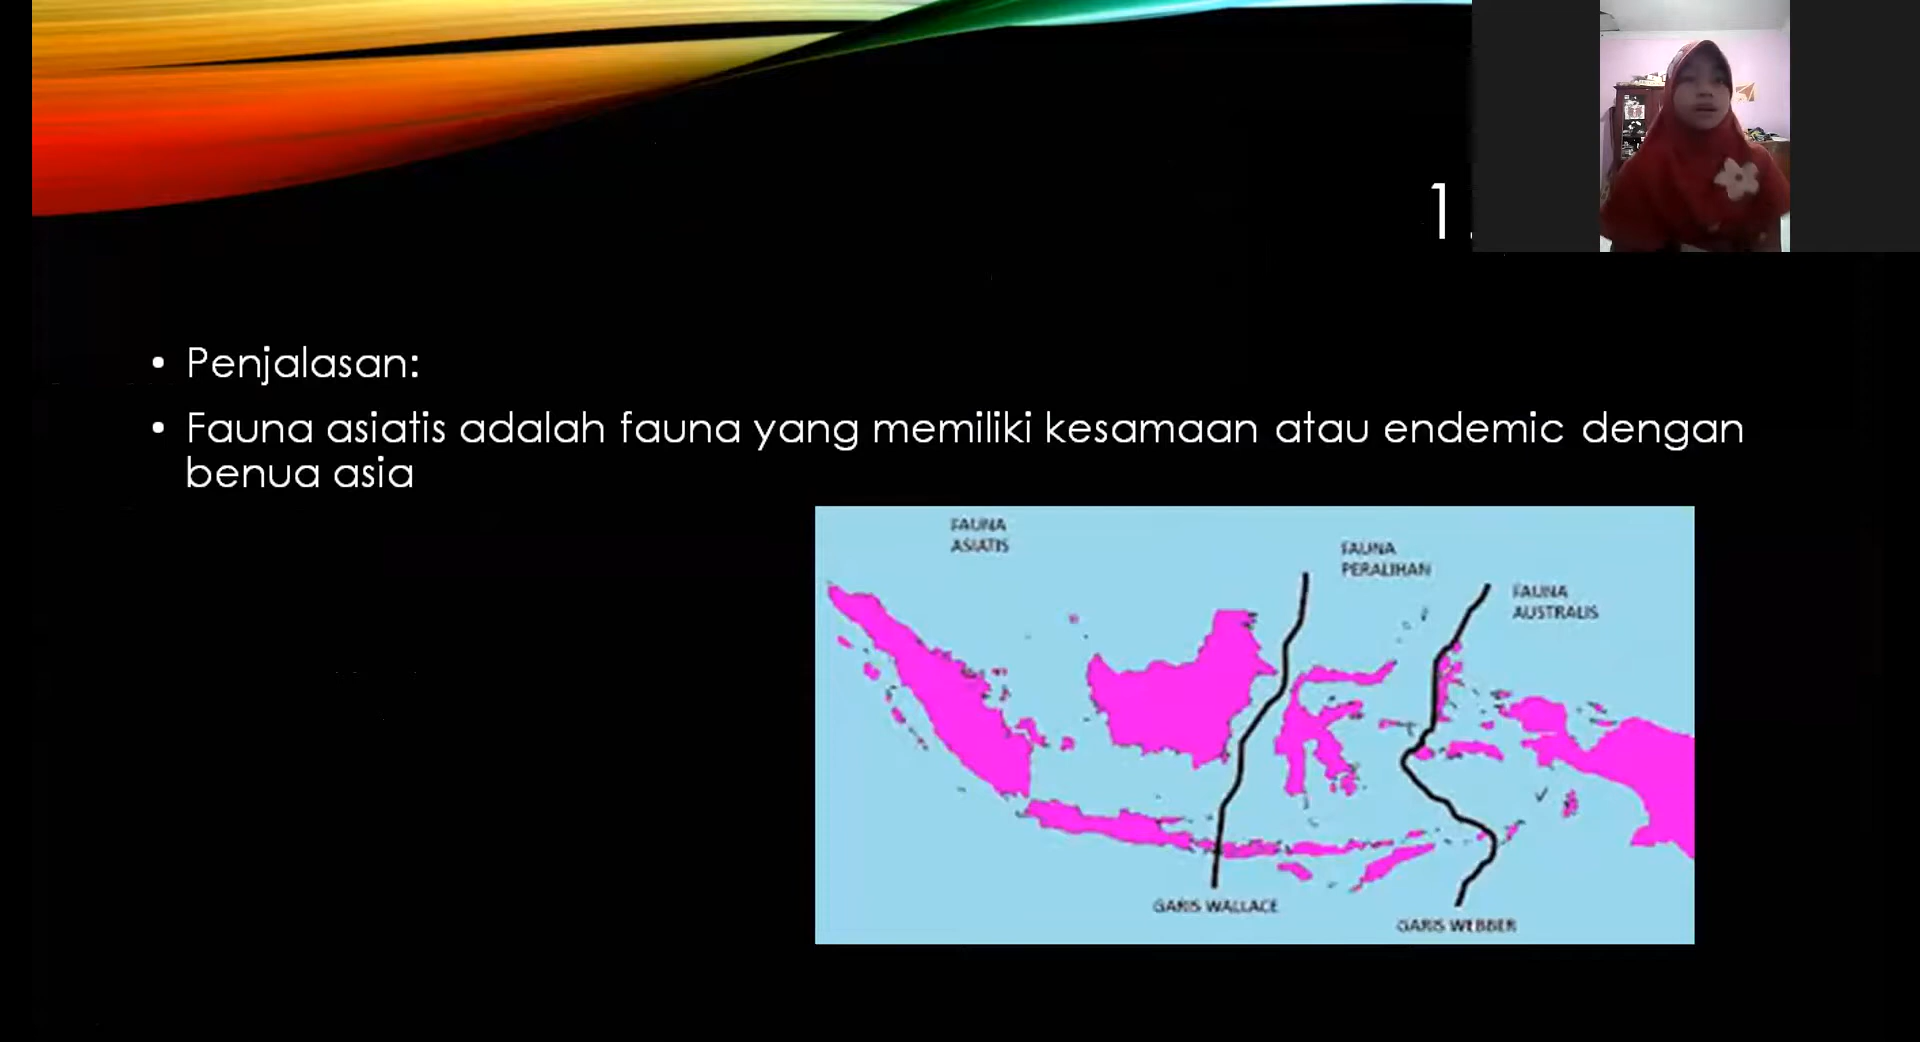 1.
Penjalasan:
Fauna asiatis adalah fauna yang memiliki kesamaan atau endemic dengan
benua asia
FAUNA
ASIATIS
FAUNA
PERALIHAN
FAUNA
AUSTRALIS
GARIS WALLACE
GARIS WEBBER